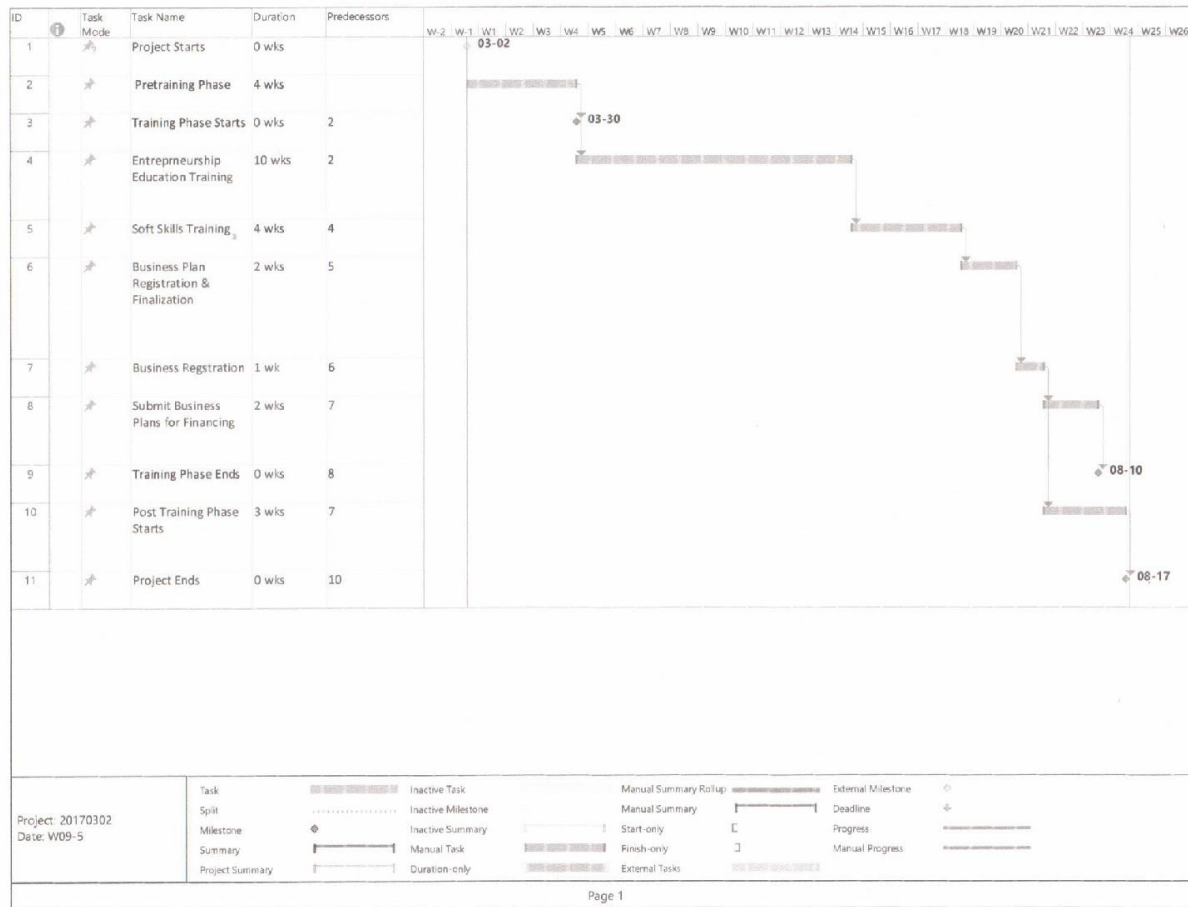 ID Task Mode Task Name Duration Predecessors
W-2 W-1 W1 W2 W3 W4 W5 W6 W7 W8 W9 W10 W11 W12 W13 W14 W15 W16 W17 W18 W19 W20 W21 W22 W23 W24 W25 W26
1 Project Starts 0 wks
03-02
2 Pretraining Phase 4 wks
3 Training Phase Starts 0 wks 2
03-30
4 Entreprneurship 10 wks 2
Education Training
5 Soft Skills Training 4 wks 4
6 Business Plan 2 wks 5
Registration &
Finalization
7 Business Regstration 1 wk 6
8 Submit Business 2 wks 7
Plans for Financing
9 Training Phase Ends 0 wks 8
08-10
10 Post Training Phase 3 wks 7
Starts
11 Project Ends 0 wks 10
08-17
Project: 20170302
Date: W09-5
Task Inactive Task Manual Summary Rollup External Milestone
Split Inactive Milestone Manual Summary Deadline
Milestone Inactive Summary Start-only Progress
Summary Manual Task Finish-only Manual Progress
Project Summary Duration-only External Tasks
Page 1